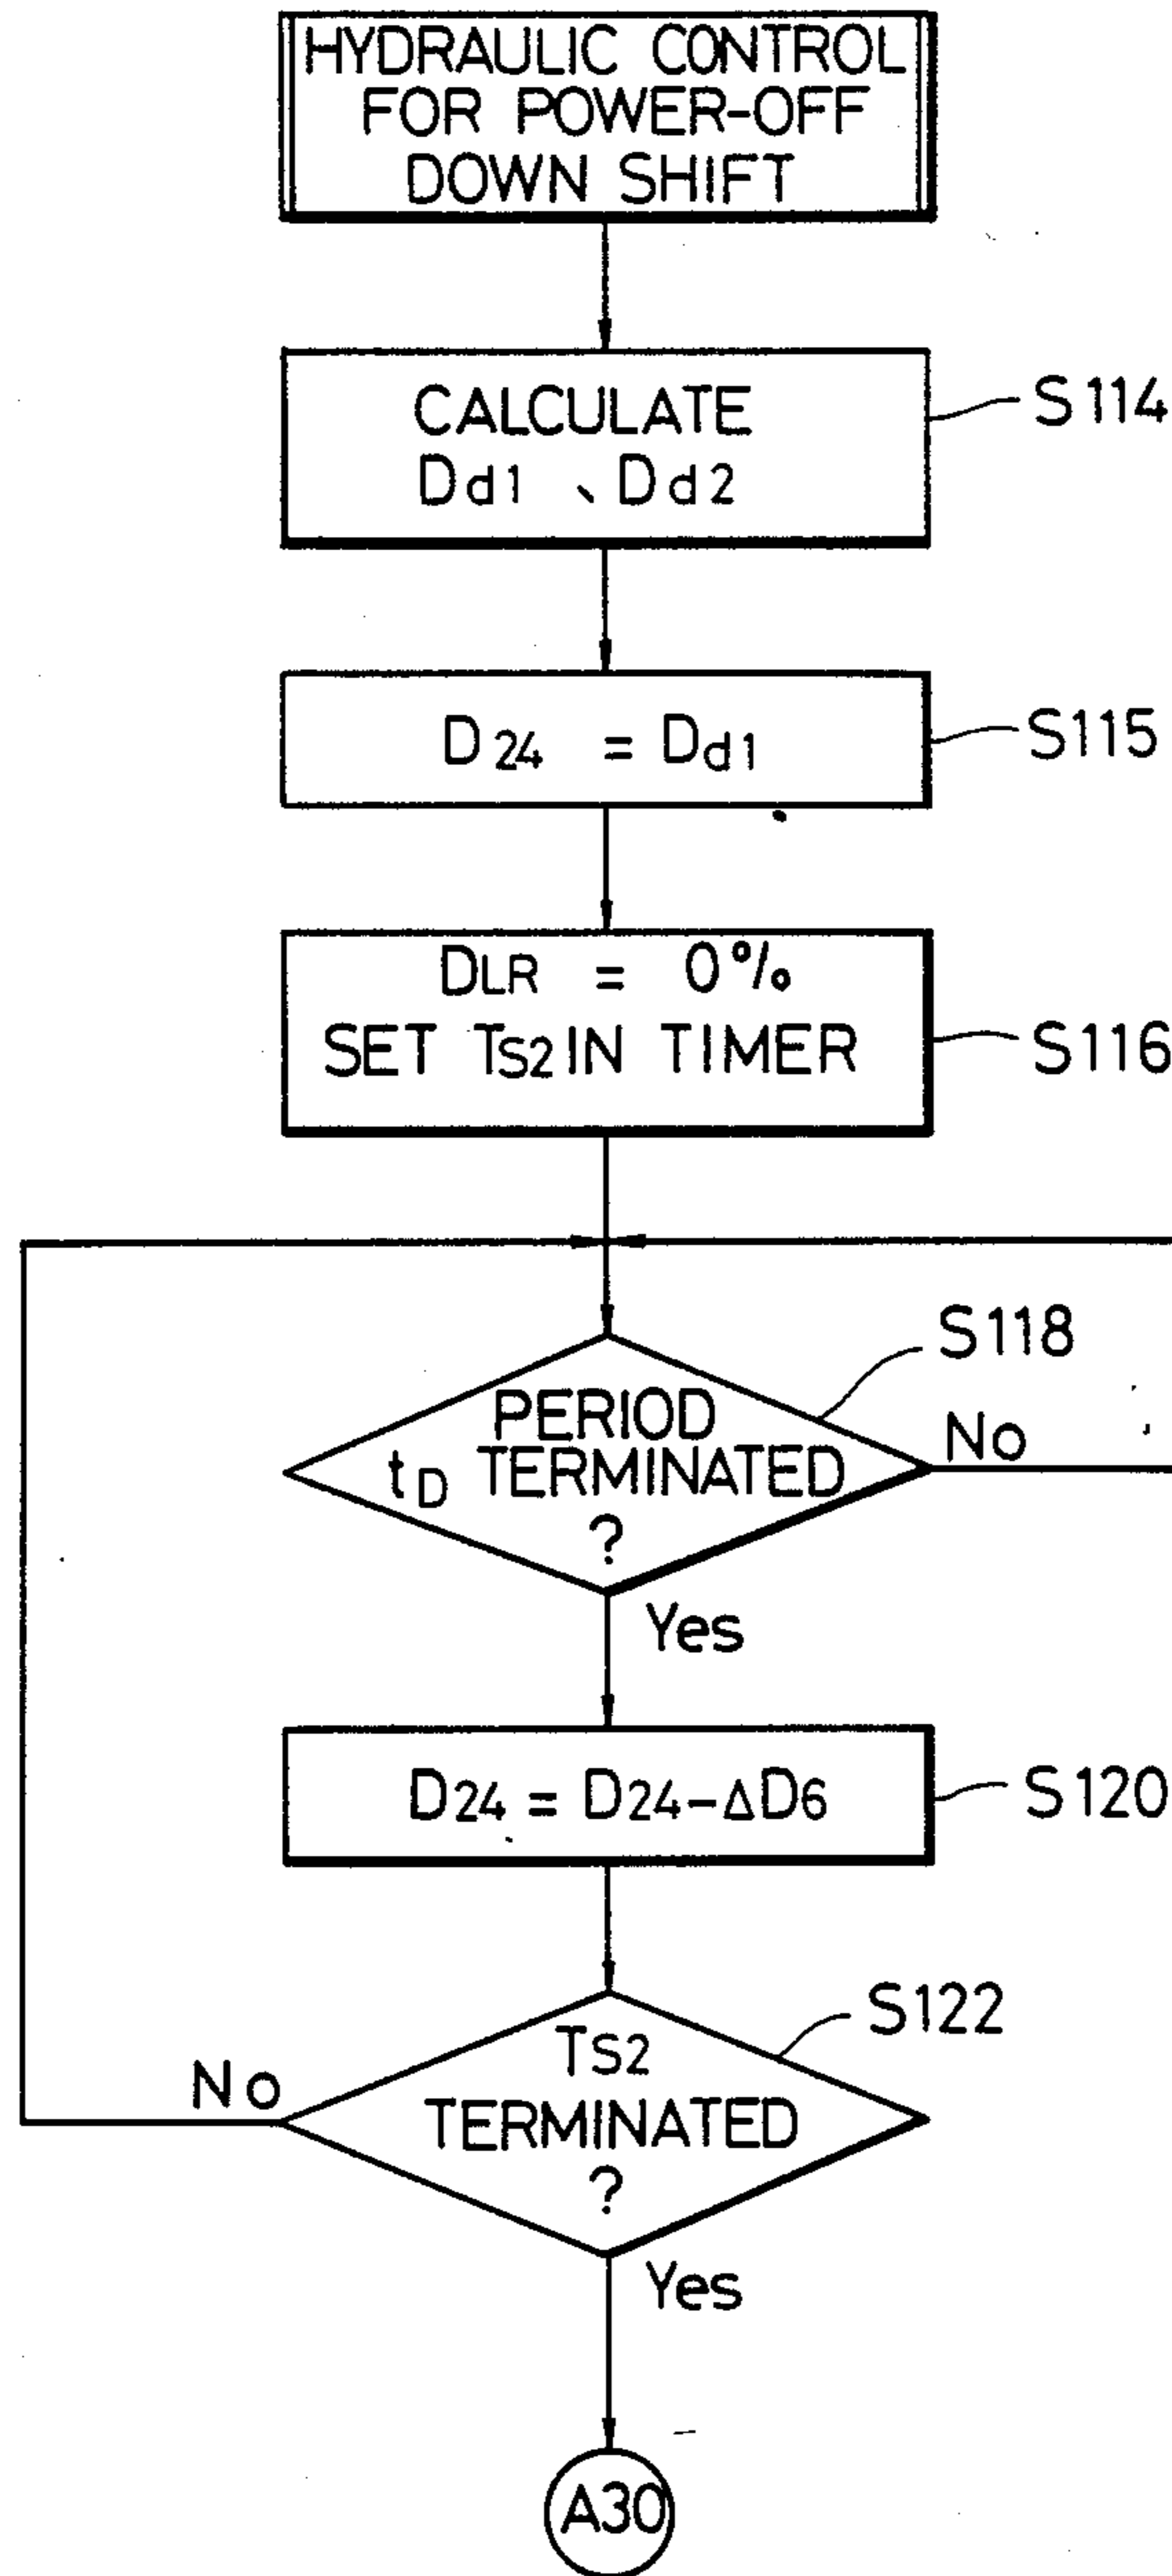 HYDRAULIC CONTROL
FOR POWER-OFF
DOWN SHIFT
CALCULATE
Dd1、Dd2
S114
D24 = Dd1
S115
DLR = 0%
SET TS2 IN TIMER
S116
S118
PERIOD
tD TERMINATED
?
No
Yes
D24 = D24-ΔD6
S120
S122
TS2
TERMINATED
?
No
Yes
A30